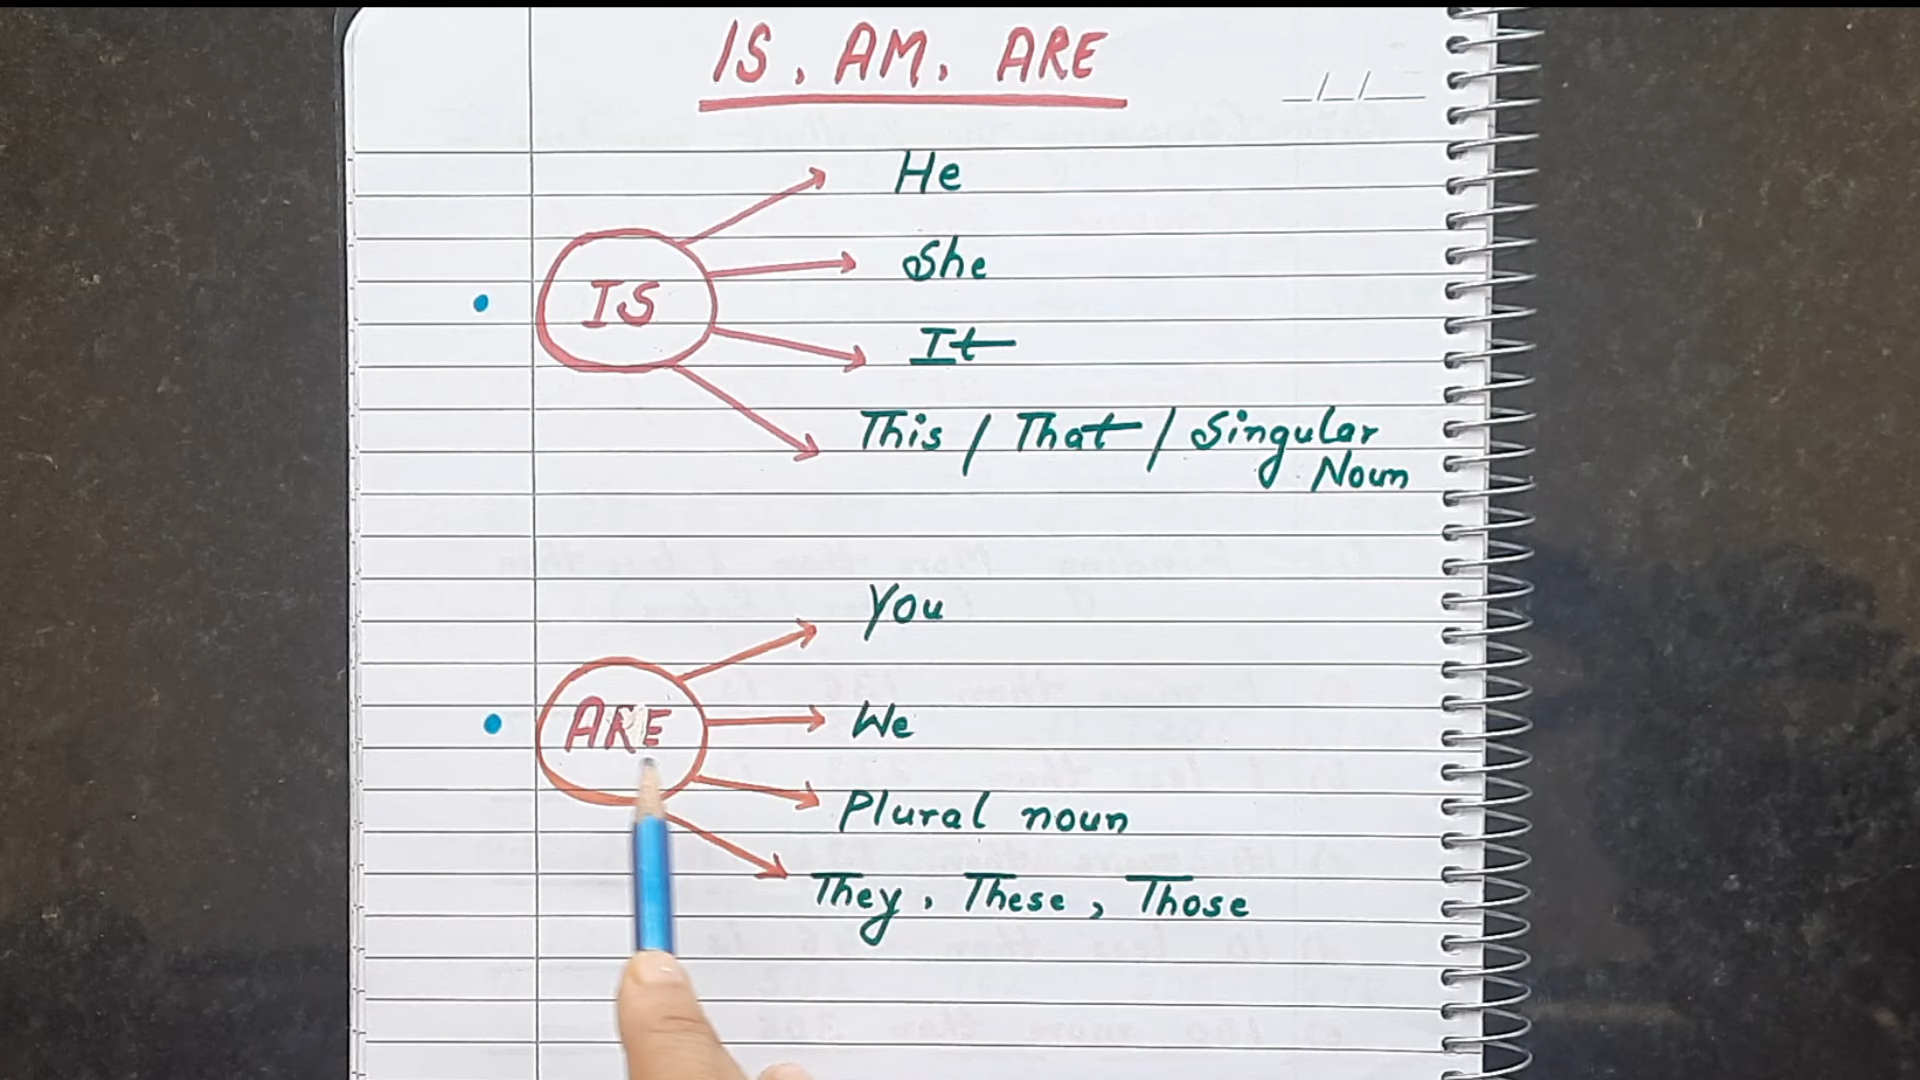 IS, AM, ARE
_/_/__
He
She
IS
It
This / That / Singular
Noun
You
ARE
We
Plural noun
They, These, Those